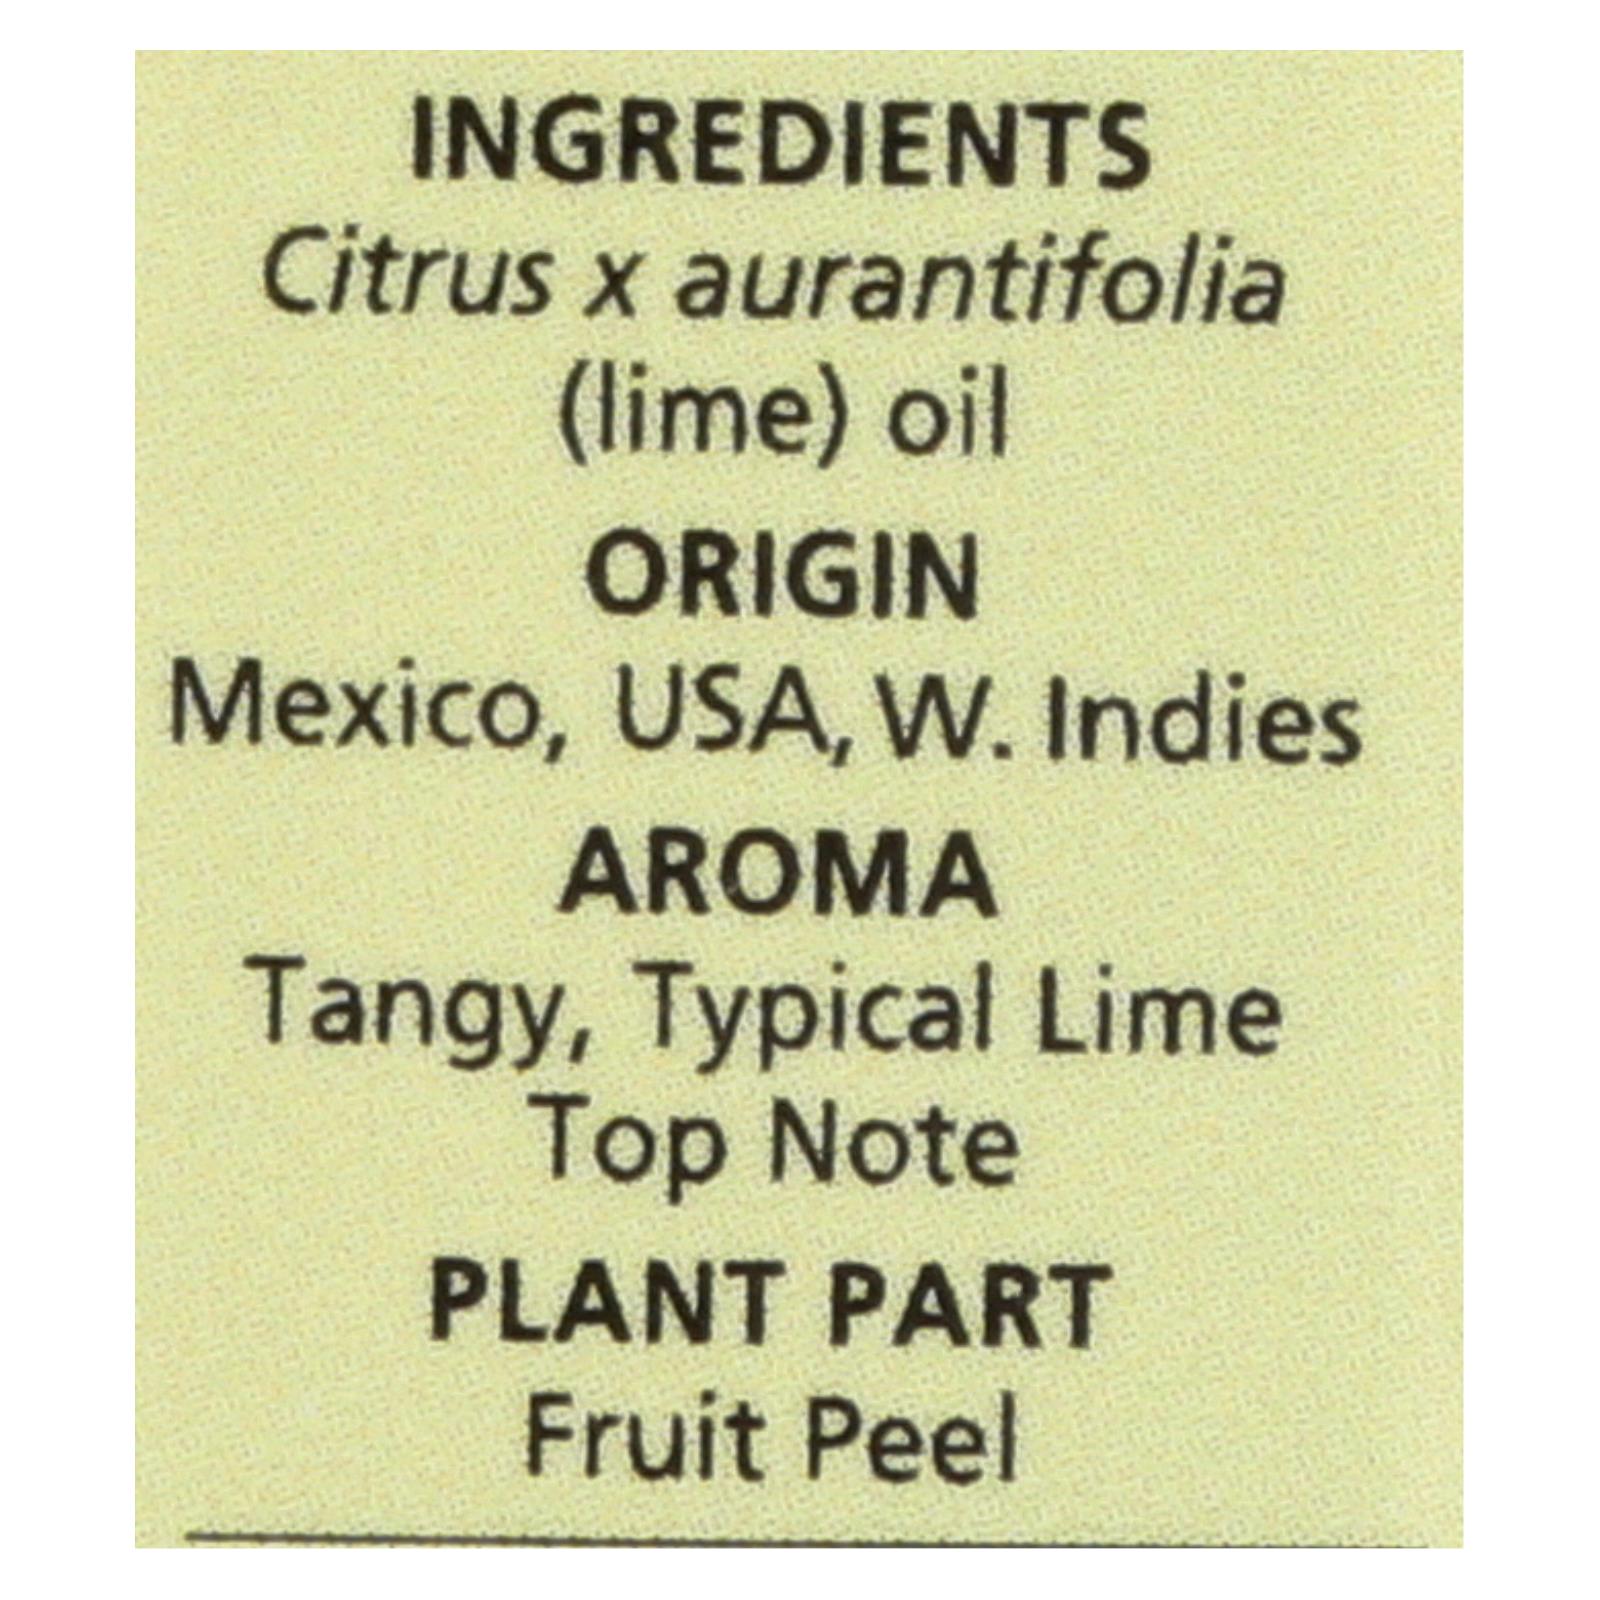 INGREDIENTS
Citrus x aurantifolia
(lime) oil
ORIGIN
Mexico, USA, W. Indies
AROMA
Tangy, Typical Lime
Top Note
PLANT PART
Fruit Peel